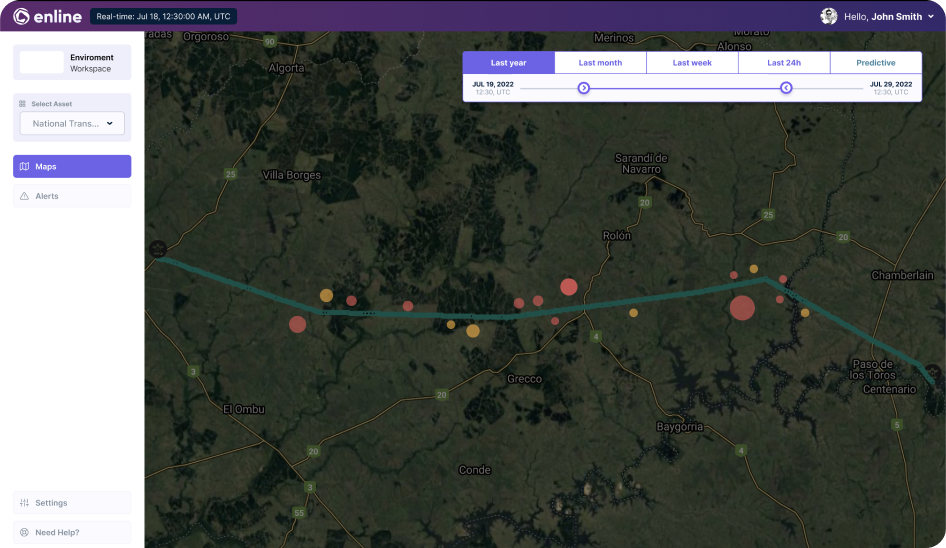 enline
Real-time: Jul 18, 12:30:00 AM, UTC
Hello, John Smith
Enviroment
Workspace
Select Asset
National Trans...
Maps
Alerts
Settings
Need Help?
Last year
Last month
Last week
Last 24h
Predictive
JUL 19, 2022
12:30, UTC
JUL 29, 2022
12:30, UTC
Orgoroso
90
Merinos
Morato
Alonso
Algorta
Sarandí de
Navarro
25
Villa Borges
20
25
Rolón
20
Chamberlain
4
3
Paso de
los Toros
Grecco
Centenario
20
El Ombu
Baygorria
5
20
4
Conde
3
55